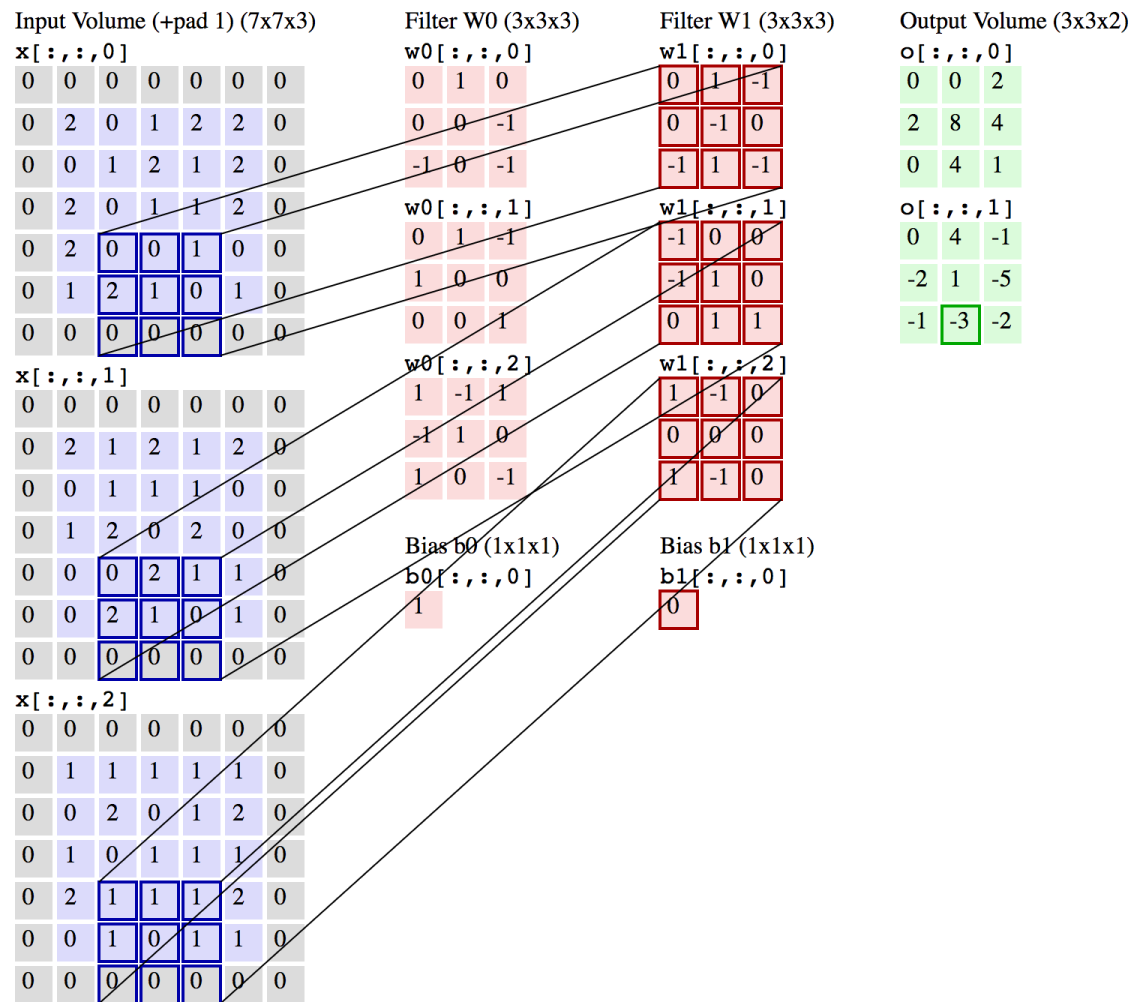 Input Volume (+pad 1) (7x7x3)
x[:,:,0]
0 0 0 0 0 0 0
0 2 0 1 2 2 0
0 0 1 2 1 2 0
0 2 0 1 1 2 0
0 2 0 0 1 0 0
0 1 2 1 0 1 0
0 0 0 0 0 0 0
x[:,:,1]
0 0 0 0 0 0 0
0 2 1 2 1 2 0
0 0 1 1 1 0 0
0 1 2 0 2 0 0
0 0 0 2 1 1 0
0 0 2 1 0 1 0
0 0 0 0 0 0 0
x[:,:,2]
0 0 0 0 0 0 0
0 1 1 1 1 1 0
0 0 2 0 1 2 0
0 1 0 1 1 1 0
0 2 1 1 1 2 0
0 0 1 0 1 1 0
0 0 0 0 0 0 0
Filter W0 (3x3x3)
w0[:,:,0]
0 1 0
0 0 -1
-1 0 -1
w0[:,:,1]
0 1 -1
1 0 0
0 0 1
w0[:,:,2]
1 -1 1
-1 1 0
1 0 -1
Bias b0 (1x1x1)
b0[:,:,0]
1
Filter W1 (3x3x3)
w1[:,:,0]
0 1 -1
0 -1 0
-1 1 -1
w1[:,:,1]
-1 0 0
-1 1 0
0 1 1
w1[:,:,2]
1 -1 0
0 0 0
1 -1 0
Bias b1 (1x1x1)
b1[:,:,0]
0
Output Volume (3x3x2)
o[:,:,0]
0 0 2
2 8 4
0 4 1
o[:,:,1]
0 4 -1
-2 1 -5
-1 -3 -2